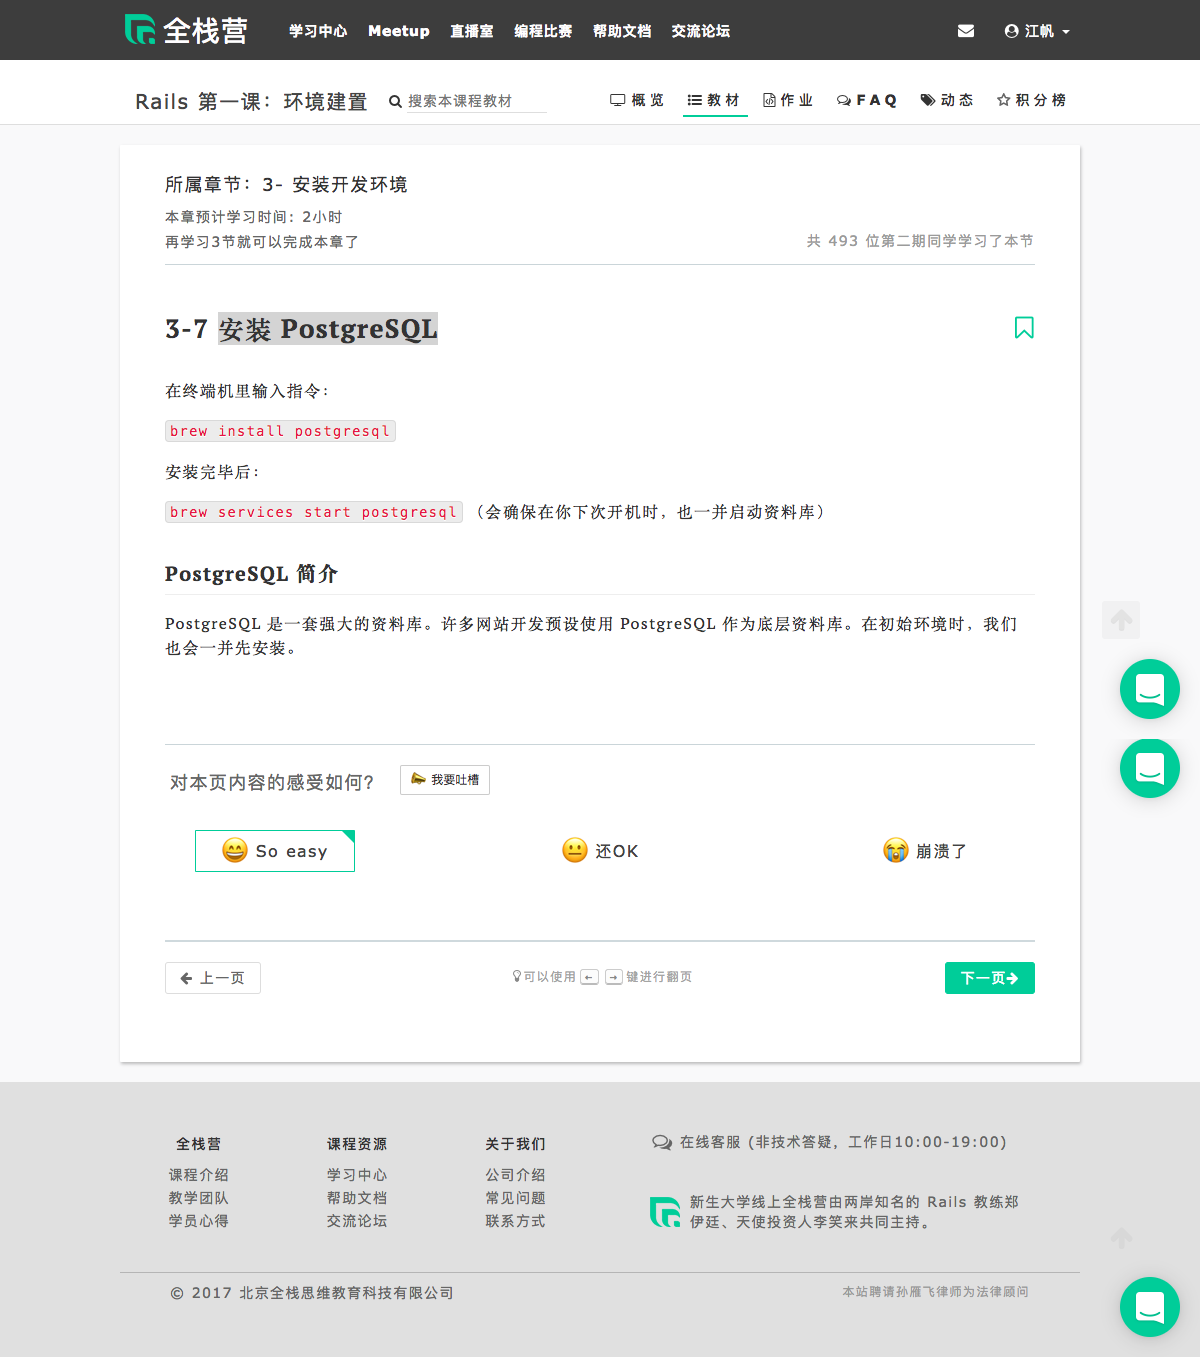 全栈营 学习中心 Meetup 直播室 编程比赛 帮助文档 交流论坛 江帆
Rails 第一课：环境建置 搜索本课程教材 概览 教材 作业 FAQ 动态 积分榜
所属章节：3- 安装开发环境
本章预计学习时间：2小时
再学习3节就可以完成本章了
共 493 位第二期同学学习了本节
3-7 安装 PostgreSQL
在终端机里输入指令：
brew install postgresql
安装完毕后：
brew services start postgresql （会确保在你下次开机时，也一并启动资料库）
PostgreSQL 简介
PostgreSQL 是一套强大的资料库。许多网站开发预设使用 PostgreSQL 作为底层资料库。在初始环境时，我们
也会一并先安装。
对本页内容的感受如何? 我要吐槽
So easy 还OK 崩溃了
上一页 可以使用 ← → 键进行翻页 下一页
全栈营 课程资源 关于我们 在线客服 (非技术答疑，工作日10:00-19:00)
课程介绍 学习中心 公司介绍
教学团队 帮助文档 常见问题
学员心得 交流论坛 联系方式
新生大学线上全栈营由两岸知名的 Rails 教练郑
伊廷、天使投资人李笑来共同主持。
© 2017 北京全栈思维教育科技有限公司 本站聘请孙雁飞律师为法律顾问